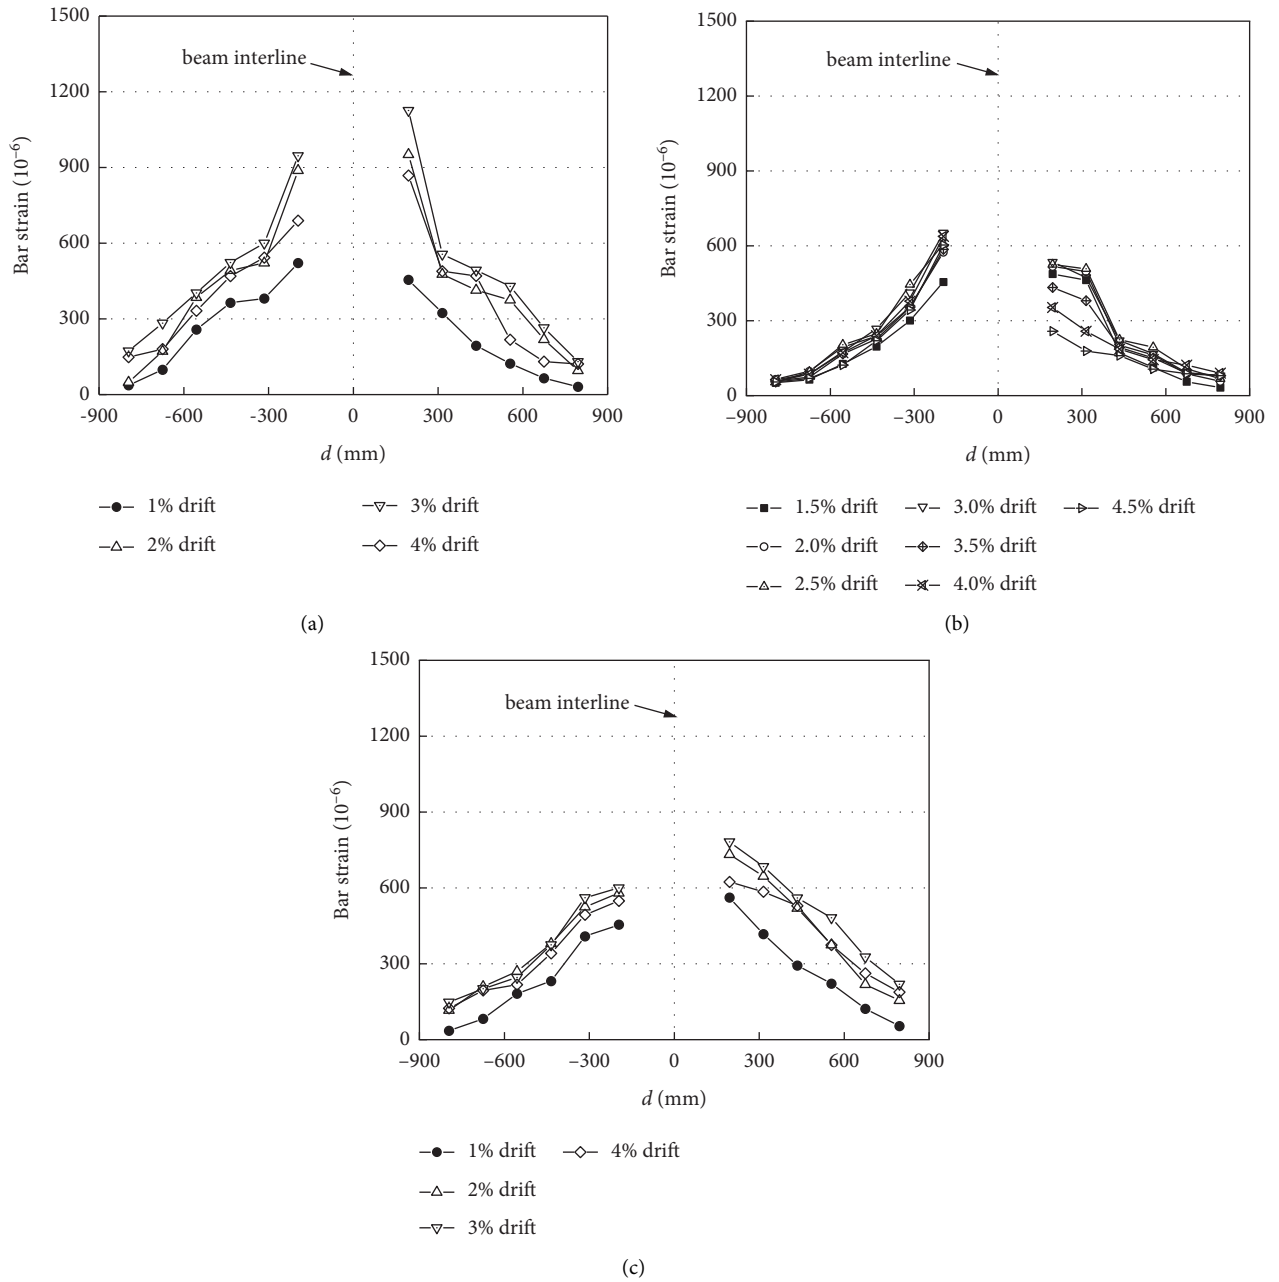 1500
1200
900
600
300
0
beam interline
Bar strain (10⁻⁶)
–900 -600 –300 0 300 600 900
d (mm)
1% drift
2% drift
3% drift
4% drift
(a)
1500
1200
900
600
300
0
beam interline
Bar strain (10⁻⁶)
–900 –600 –300 0 300 600 900
d (mm)
1.5% drift
2.0% drift
2.5% drift
3.0% drift
3.5% drift
4.0% drift
4.5% drift
(b)
1500
1200
900
600
300
0
beam interline
Bar strain (10⁻⁶)
–900 –600 –300 0 300 600 900
d (mm)
1% drift
2% drift
3% drift
4% drift
(c)